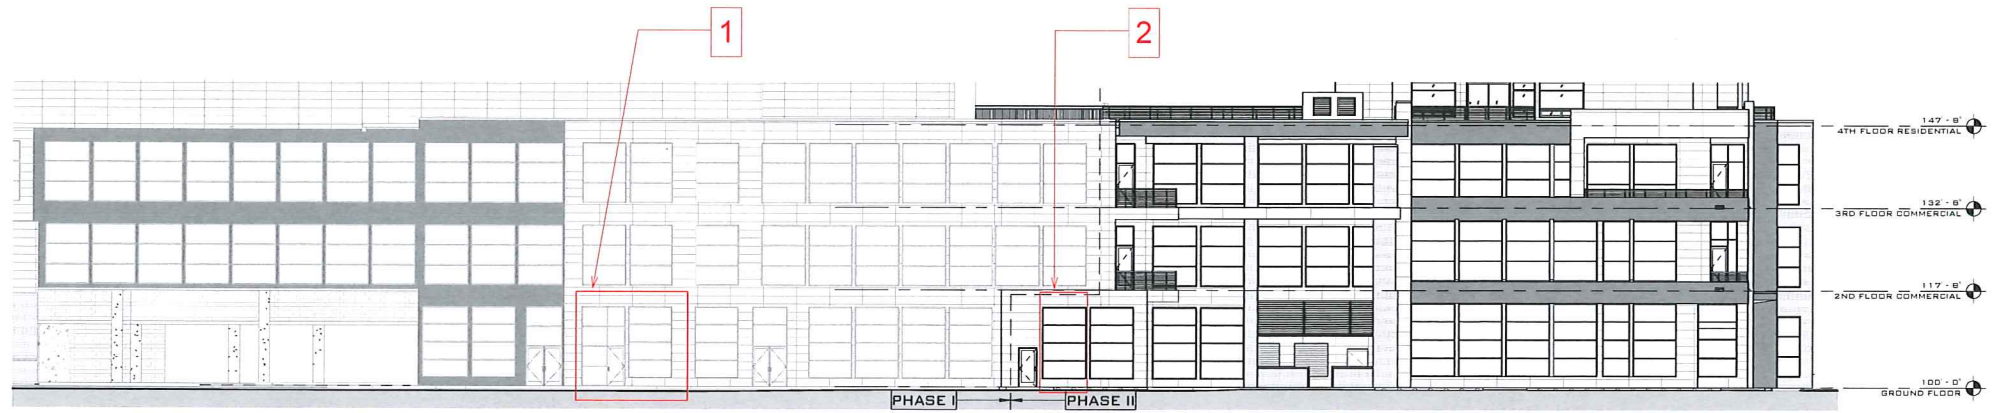 1
2
147' - 8"
4TH FLOOR RESIDENTIAL
132' - 8"
3RD FLOOR COMMERCIAL
117' - 8"
2ND FLOOR COMMERCIAL
100' - 0"
GROUND FLOOR
PHASE I
PHASE II